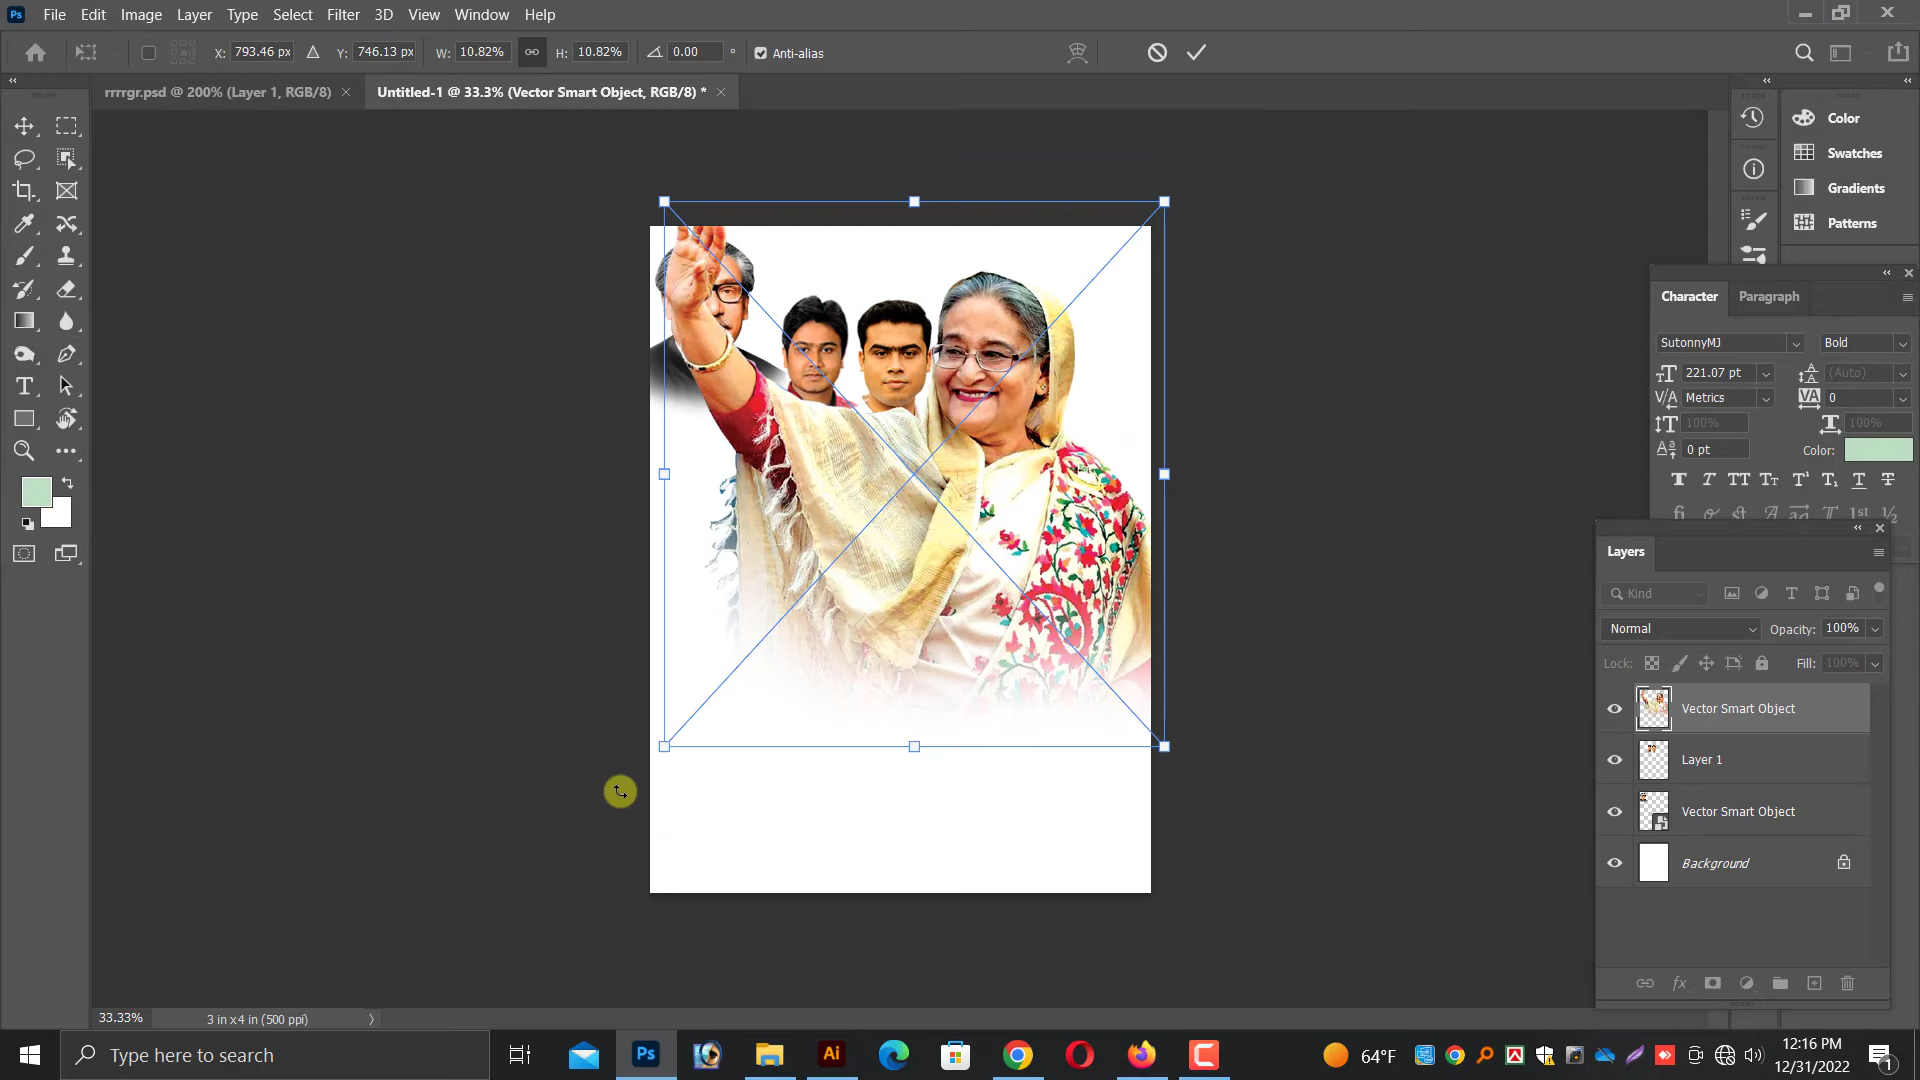 File Edit Image Layer Type Select Filter 3D View Window Help
X: 793.46 px Y: 746.13 px W: 10.82% H: 10.82% 0.00 ° Anti-alias
rrrrgr.psd @ 200% (Layer 1, RGB/8) × Untitled-1 @ 33.3% (Vector Smart Object, RGB/8) * ×
Color
Swatches
Gradients
Patterns
Character Paragraph
SutonnyMJ Bold
221.07 pt (Auto)
Metrics 0
100% 100%
0 pt Color:
Layers
Kind
Normal Opacity: 100%
Lock: Fill: 100%
Vector Smart Object
Layer 1
Vector Smart Object
Background
33.33% 3 in x 4 in (500 ppi)
Type here to search
64°F
12:16 PM
12/31/2022
1